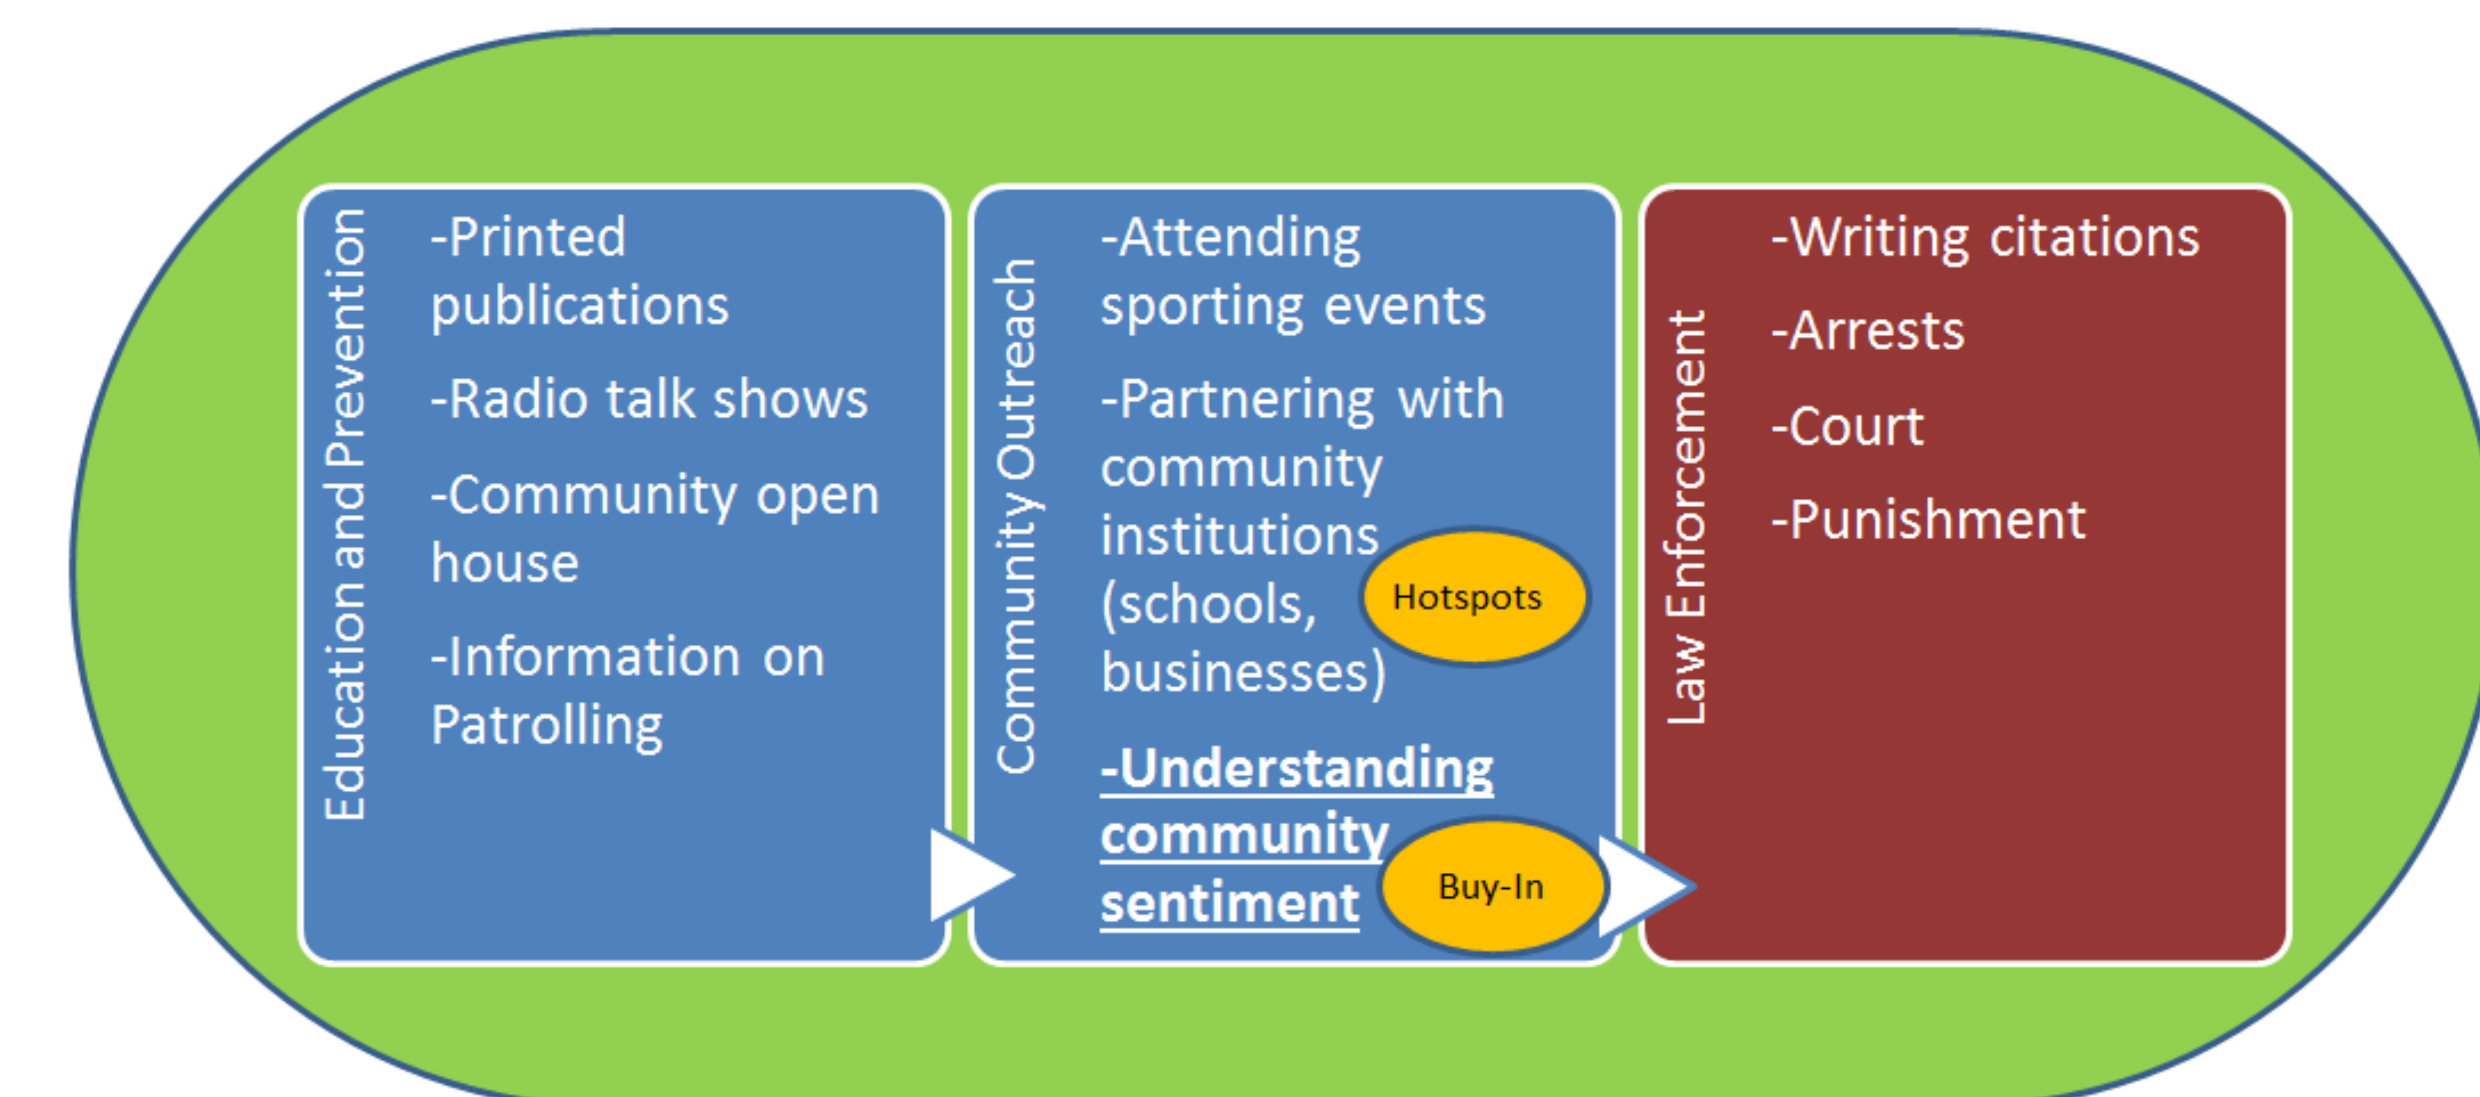 Education and Prevention
-Printed
publications
-Radio talk shows
-Community open
house
-Information on
Patrolling
Community Outreach
-Attending
sporting events
-Partnering with
community
institutions
(schools,
businesses)
Hotspots
-Understanding
community
sentiment
Buy-In
Law Enforcement
-Writing citations
-Arrests
-Court
-Punishment